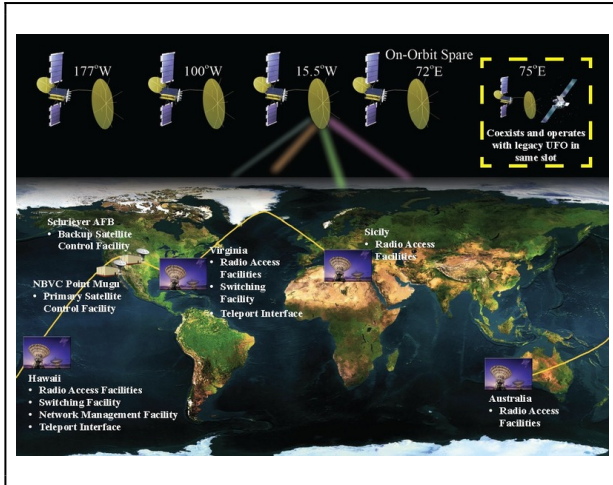 On-Orbit Spare
177°W
100°W
15.5°W
72°E
75°E
Coexists and operates
with legacy UFO in
same slot
Schriever AFB
• Backup Satellite
Control Facility
NBVC Point Mugu
• Primary Satellite
Control Facility
Virginia
• Radio Access
Facilities
• Switching
Facility
• Teleport Interface
Sicily
• Radio Access
Facilities
Hawaii
• Radio Access Facilities
• Switching Facility
• Network Management Facility
• Teleport Interface
Australia
• Radio Access
Facilities